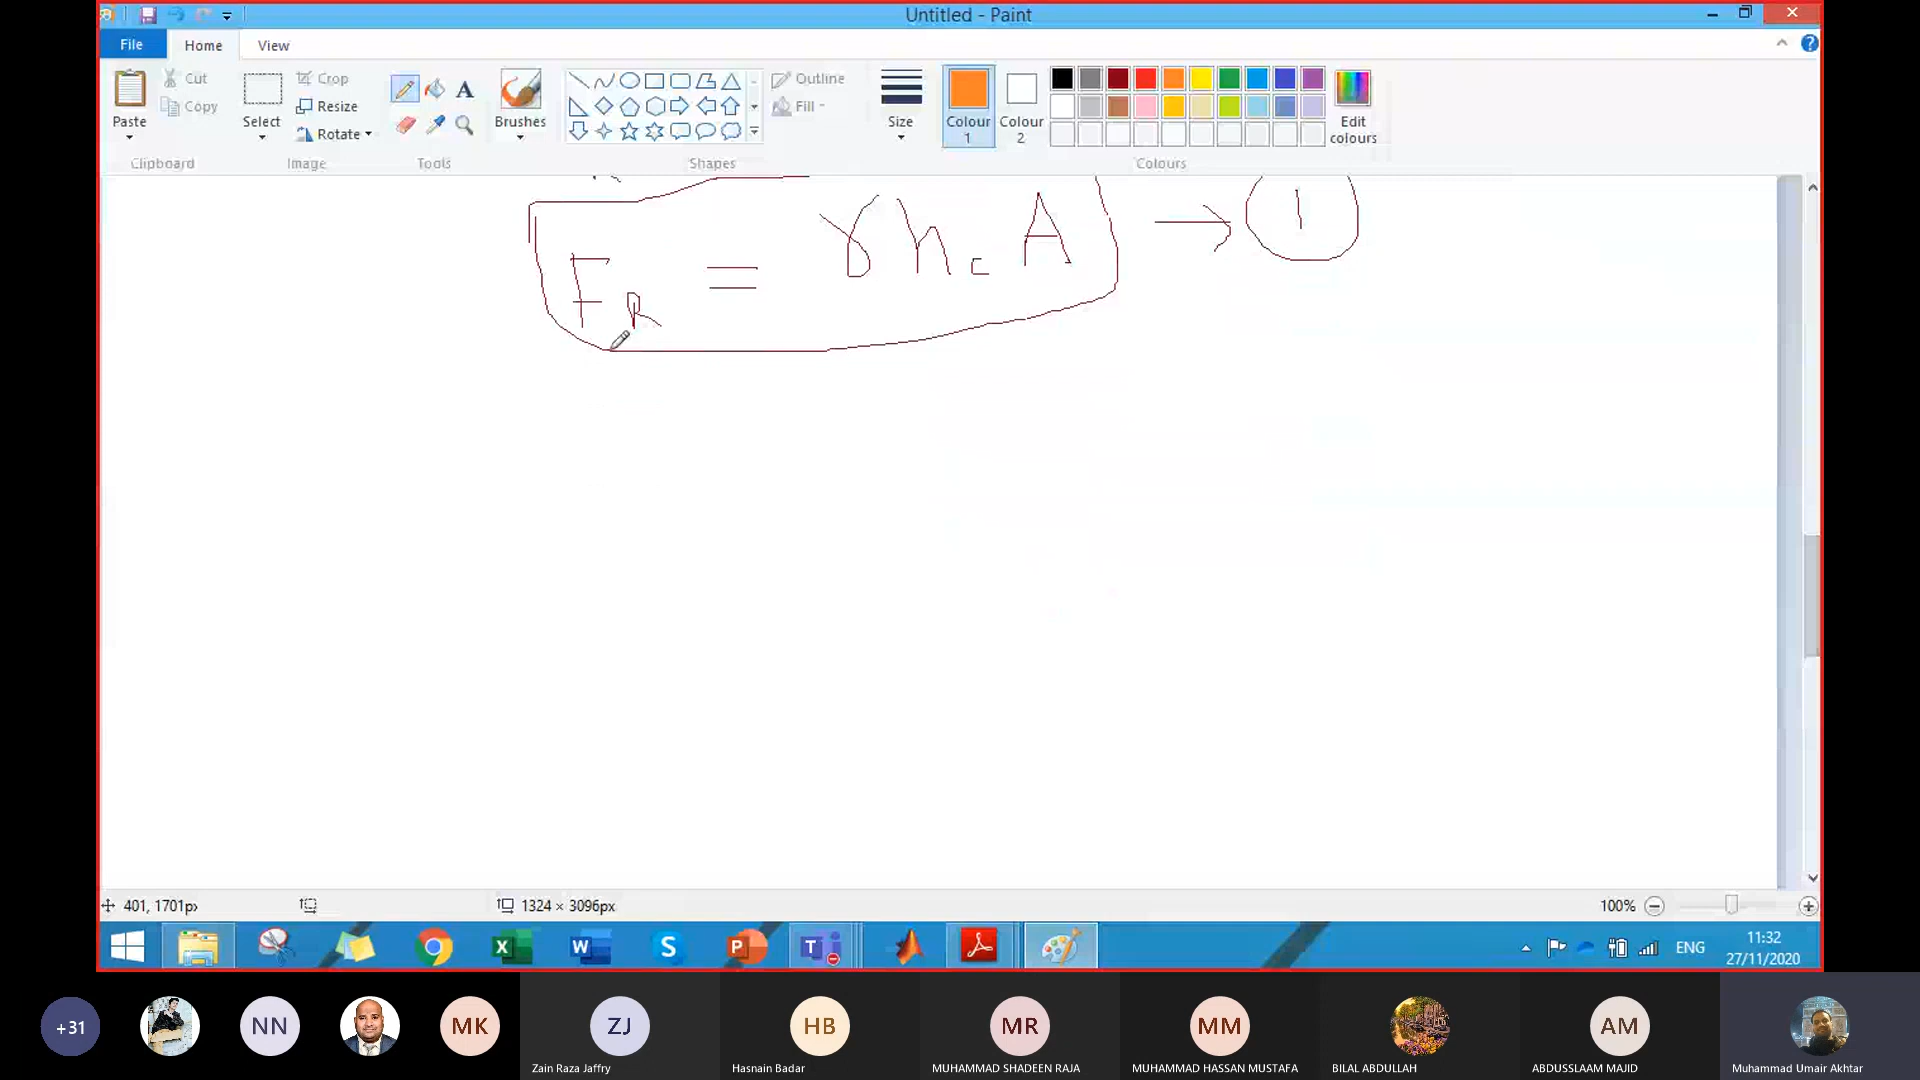 Untitled - Paint
File Home View
Paste
Cut
Copy
Clipboard
Select
Crop
Resize
Rotate
Image
A
Tools
Brushes
Shapes
Outline
Fill
Size
Colour 1
Colour 2
Edit colours
Colours
F_R = γ h_c A → 1
401, 1701px
1324 × 3096px
100%
ENG
11:32
27/11/2020
+31
NN
MK
ZJ
Zain Raza Jaffry
HB
Hasnain Badar
MR
MUHAMMAD SHADEEN RAJA
MM
MUHAMMAD HASSAN MUSTAFA
BILAL ABDULLAH
AM
ABDUSSLAAM MAJID
Muhammad Umair Akhtar